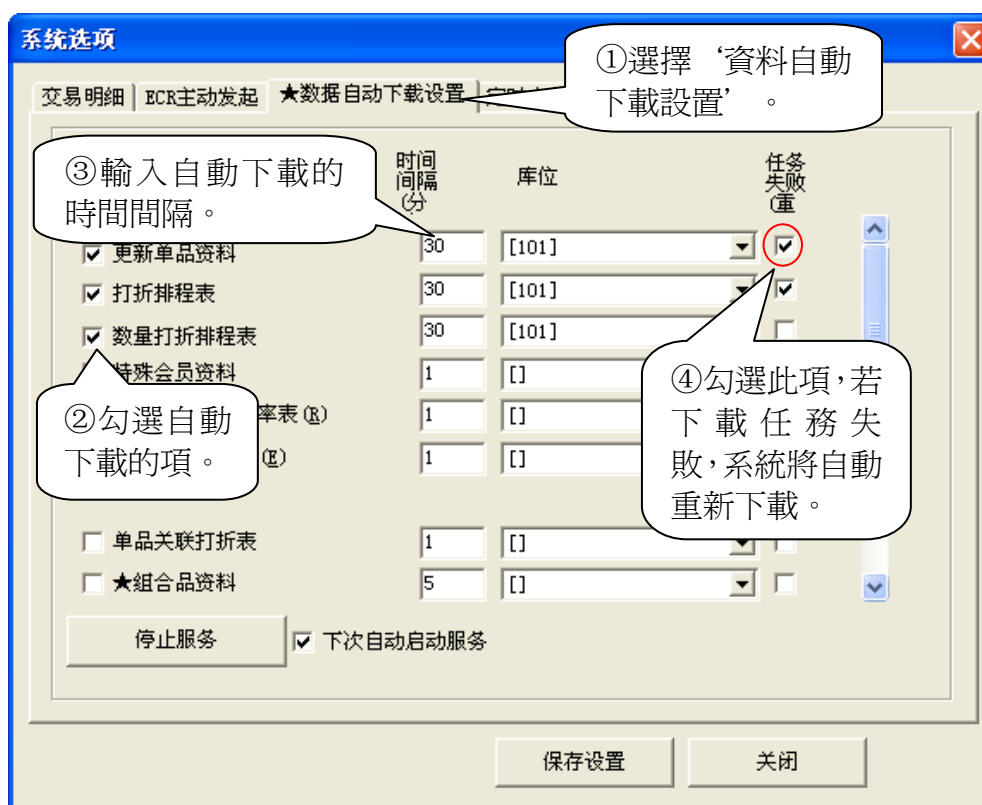 系统选项
①選擇‘資料自動
下載設置’。
交易明细 ECR主动发起 ★数据自动下载设置
③輸入自動下載的
時間間隔。
时间
间隔
(分
库位
任务
失败
(重
更新单品资料 30 [101]
打折排程表 30 [101]
数量打折排程表 30 [101]
特殊会员资料 1 []
率表(R) 1 []
(E) 1 []
②勾選自動
下載的項。
④勾選此項,若
下載任務失
敗,系統將自動
重新下載。
单品关联打折表 1 []
★组合品资料 5 []
停止服务 下次自动启动服务
保存设置 关闭